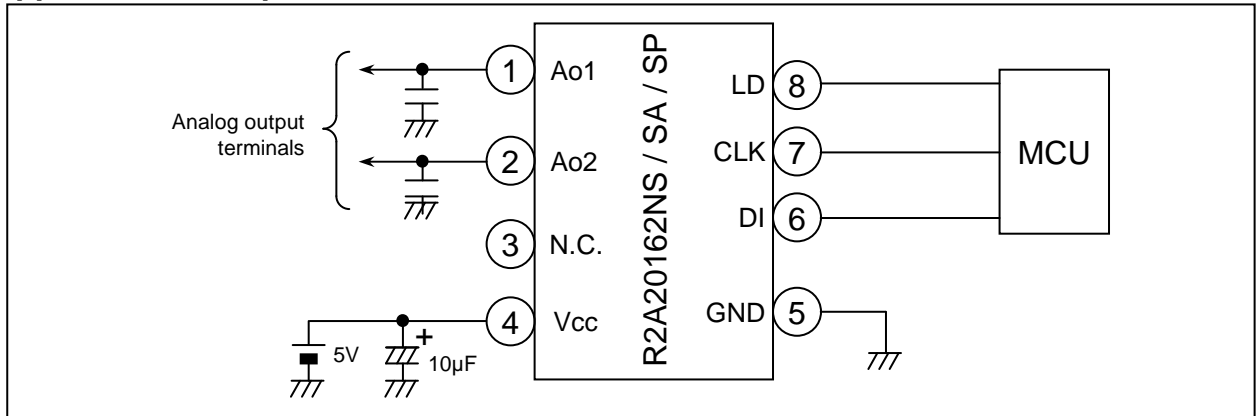 Analog output
terminals
1 Ao1
2 Ao2
3 N.C.
4 Vcc
5V
+
10µF
R2A20162NS / SA / SP
LD 8
CLK 7
DI 6
GND 5
MCU